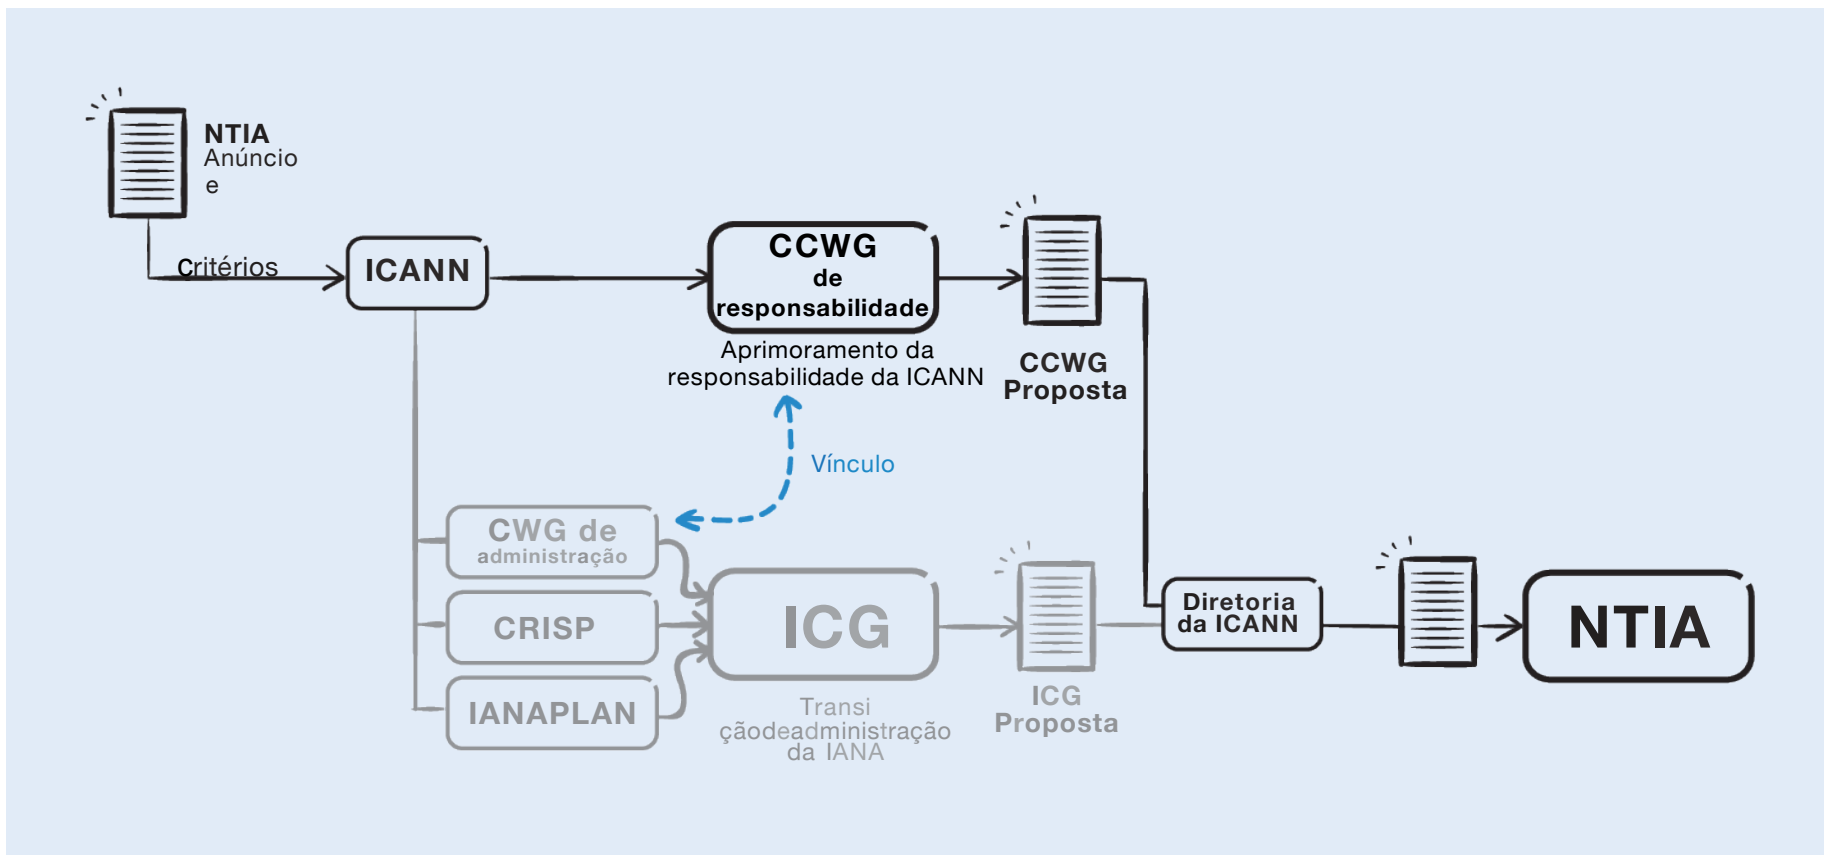 NTIA
Anúncio
e
Critérios
ICANN
CCWG
de
responsabilidade
Aprimoramento da
responsabilidade da ICANN
CCWG
Proposta
Vínculo
CWG de
administração
CRISP
IANAPLAN
ICG
Transi
çãodeadministração
da IANA
ICG
Proposta
Diretoria
da ICANN
NTIA